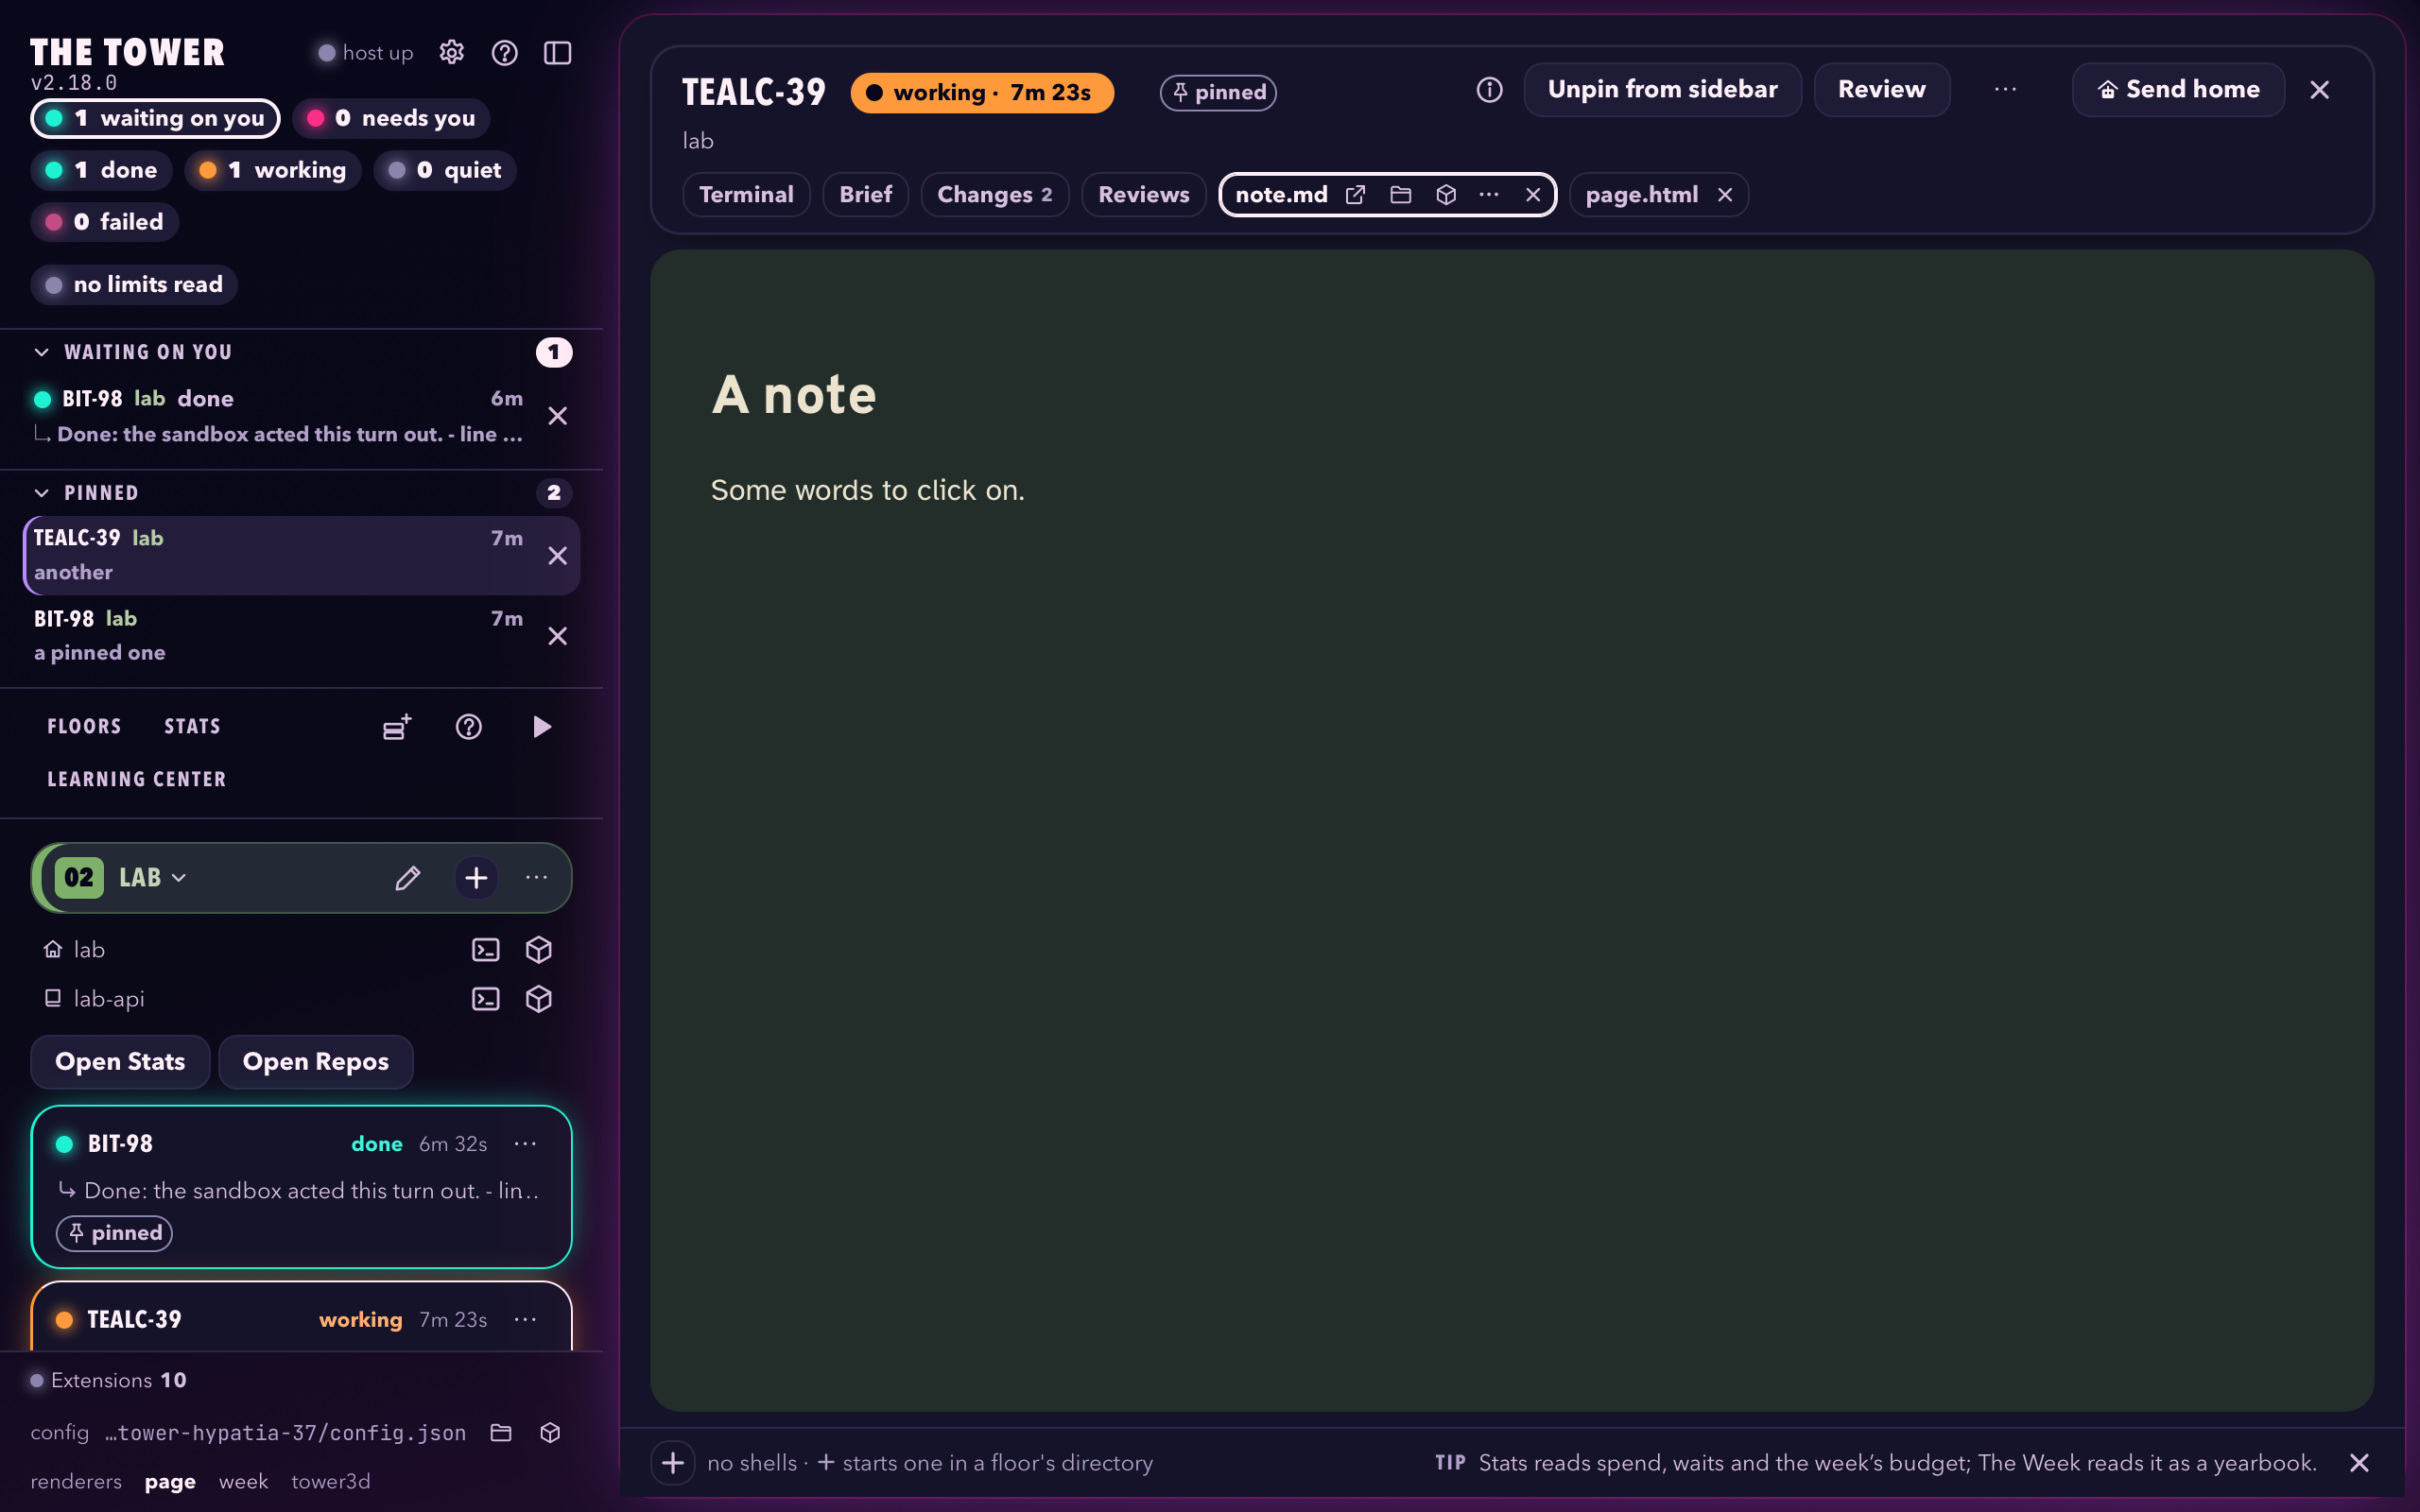 THE TOWER
host up
v2.18.0
1 waiting on you
0 needs you
1 done
1 working
0 quiet
0 failed
no limits read
WAITING ON YOU
1
BIT-98 lab done
6m
Done: the sandbox acted this turn out. - line …
PINNED
2
TEALC-39 lab
7m
another
BIT-98 lab
7m
a pinned one
FLOORS
STATS
LEARNING CENTER
02 LAB
lab
lab-api
Open Stats
Open Repos
BIT-98
done 6m 32s
Done: the sandbox acted this turn out. - lin…
pinned
TEALC-39
working 7m 23s
Extensions 10
config …tower-hypatia-37/config.json
renderers page week tower3d
TEALC-39
working · 7m 23s
pinned
Unpin from sidebar
Review
Send home
lab
Terminal
Brief
Changes 2
Reviews
note.md
page.html
A note
Some words to click on.
no shells · + starts one in a floor's directory
TIP Stats reads spend, waits and the week’s budget; The Week reads it as a yearbook.